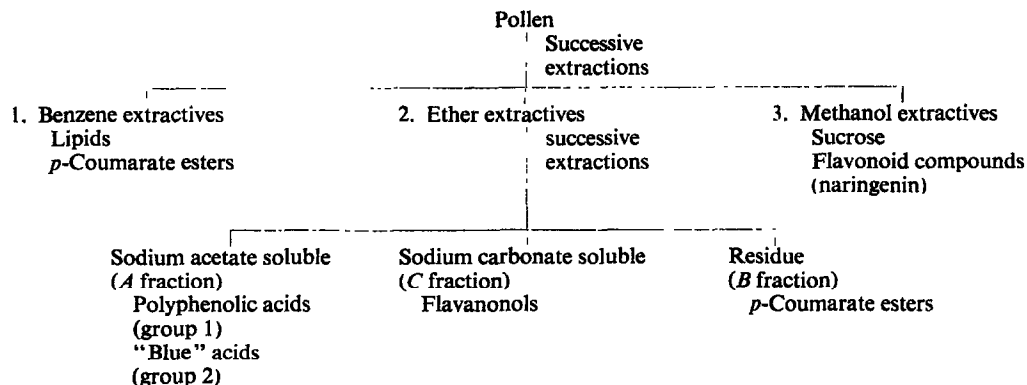 Pollen
Successive
extractions
1. Benzene extractives
Lipids
p-Coumarate esters
2. Ether extractives
successive
extractions
3. Methanol extractives
Sucrose
Flavonoid compounds
(naringenin)
Sodium acetate soluble
(A fraction)
Polyphenolic acids
(group 1)
"Blue" acids
(group 2)
Sodium carbonate soluble
(C fraction)
Flavanonols
Residue
(B fraction)
p-Coumarate esters